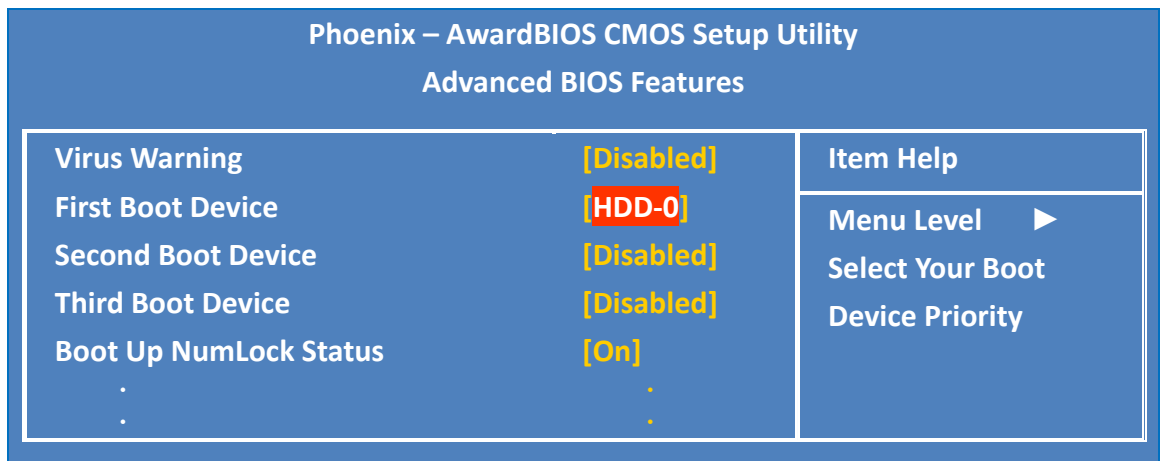 Phoenix – AwardBIOS CMOS Setup Utility
Advanced BIOS Features
Virus Warning [Disabled]
First Boot Device [HDD-0]
Second Boot Device [Disabled]
Third Boot Device [Disabled]
Boot Up NumLock Status [On]
. .
. .
Item Help
Menu Level ►
Select Your Boot
Device Priority